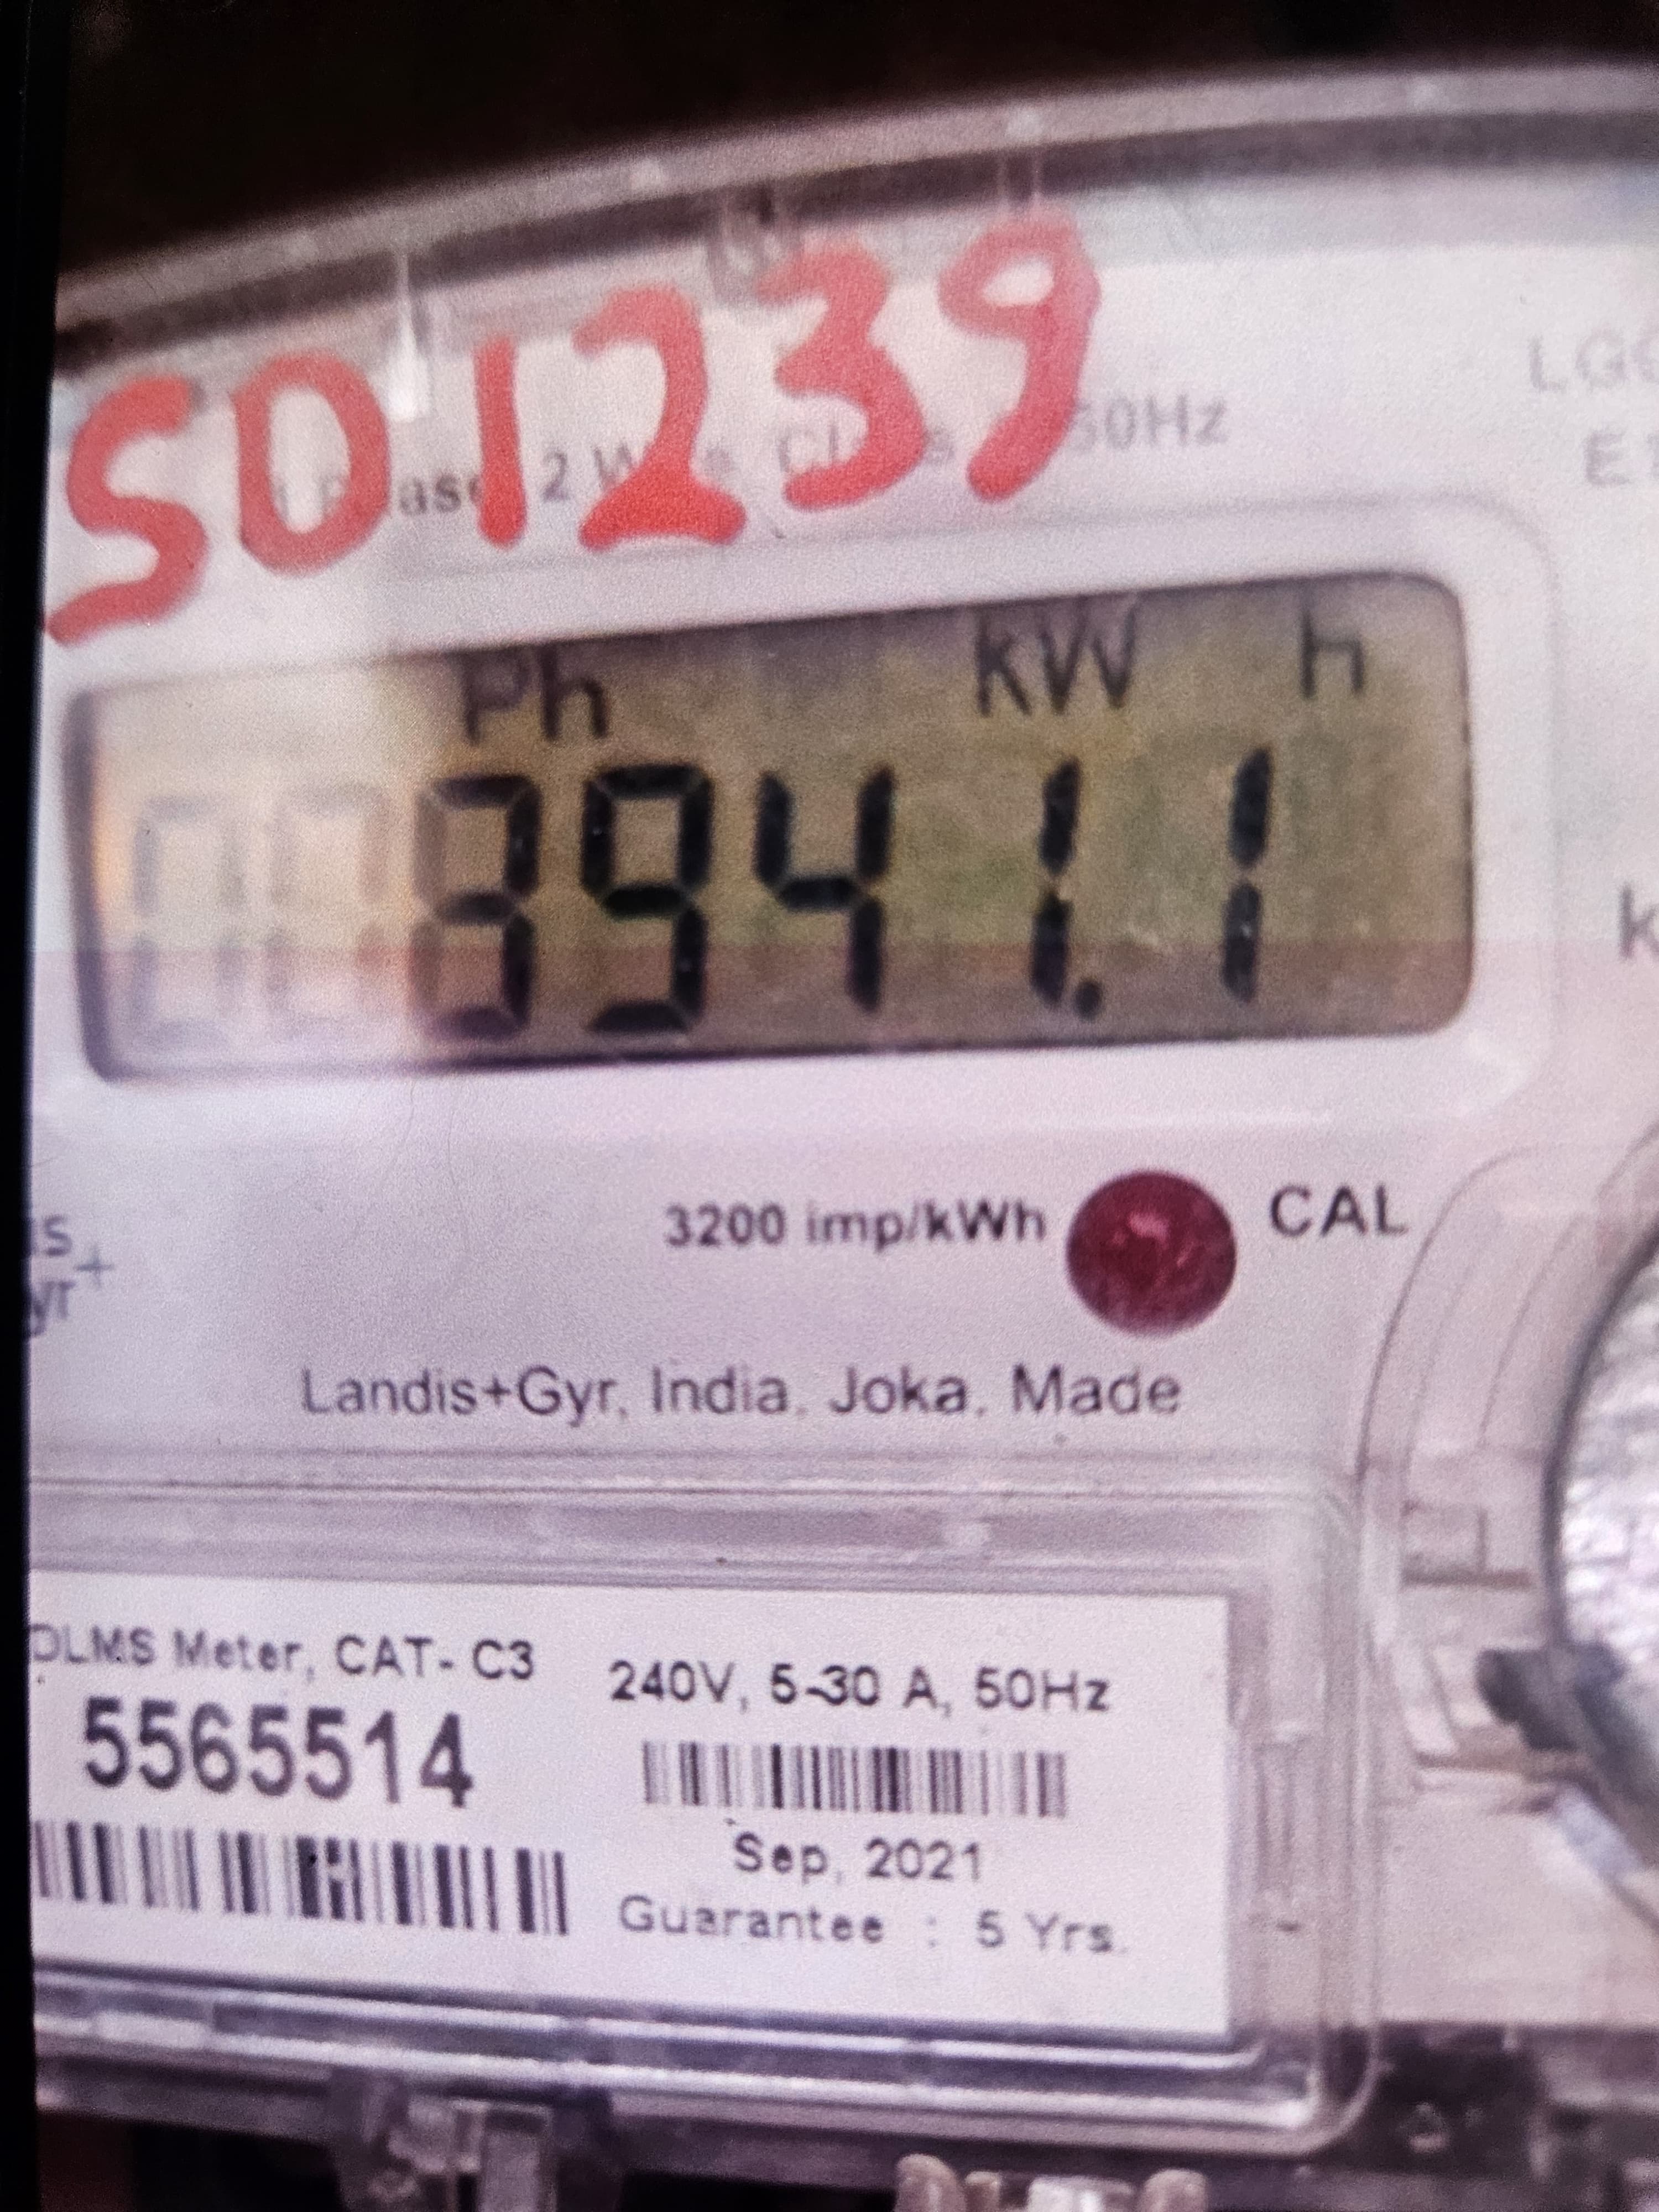 501239
50Hz
Ph kW h
3941.1
3200 imp/kWh CAL
Landis+Gyr, India, Joka, Made
DLMS Meter, CAT- C3
240V, 5-30 A, 50Hz
5565514
Sep, 2021
Guarantee : 5 Yrs.